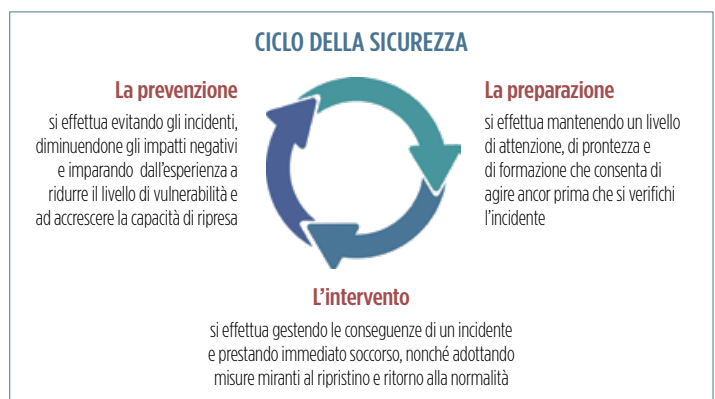 CICLO DELLA SICUREZZA
La prevenzione
si effettua evitando gli incidenti,
diminuendone gli impatti negativi
e imparando dall'esperienza a
ridurre il livello di vulnerabilità e
ad accrescere la capacità di ripresa
La preparazione
si effettua mantenendo un livello
di attenzione, di prontezza e
di formazione che consenta di
agire ancor prima che si verifichi
l'incidente
L'intervento
si effettua gestendo le conseguenze di un incidente
e prestando immediato soccorso, nonché adottando
misure miranti al ripristino e ritorno alla normalità